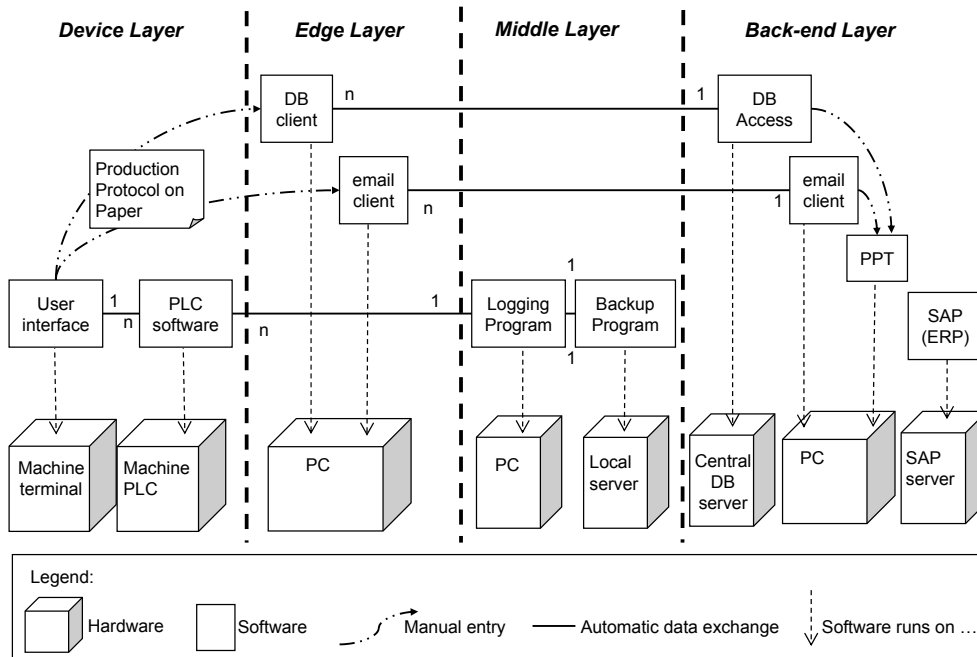 Device Layer
Edge Layer
Middle Layer
Back-end Layer
DB
client
n
1
DB
Access
Production
Protocol on
Paper
email
client
n
1
email
client
PPT
User
interface
1
n
PLC
software
n
1
Logging
Program
1
1
Backup
Program
SAP
(ERP)
Machine
terminal
Machine
PLC
PC
PC
Local
server
Central
DB
server
PC
SAP
server
Legend:
Hardware
Software
Manual entry
Automatic data exchange
Software runs on …